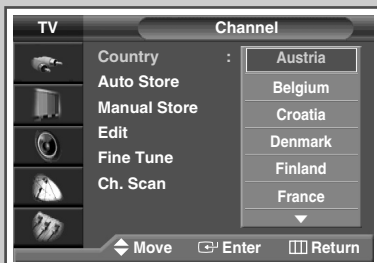 TV
Channel
Country : Austria
Auto Store Belgium
Manual Store Croatia
Edit Denmark
Fine Tune Finland
Ch. Scan France
Move Enter Return